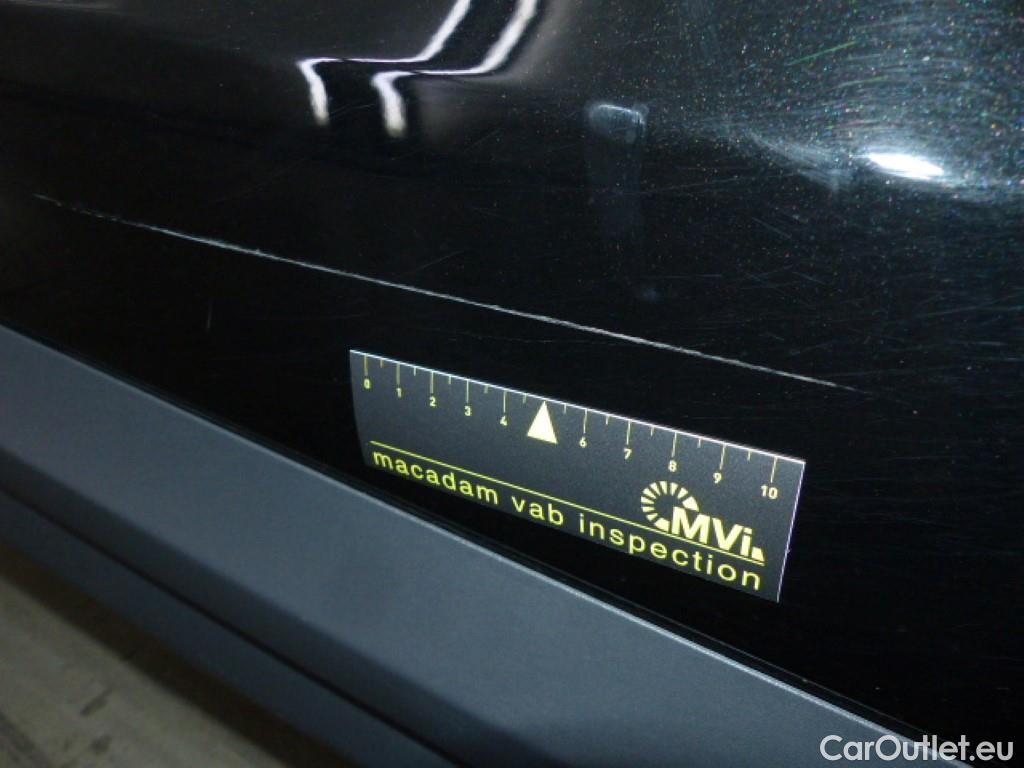 0 1 2 3 4 6 7 8 9 10
MVi
macadam vab inspection
CarOutlet.eu